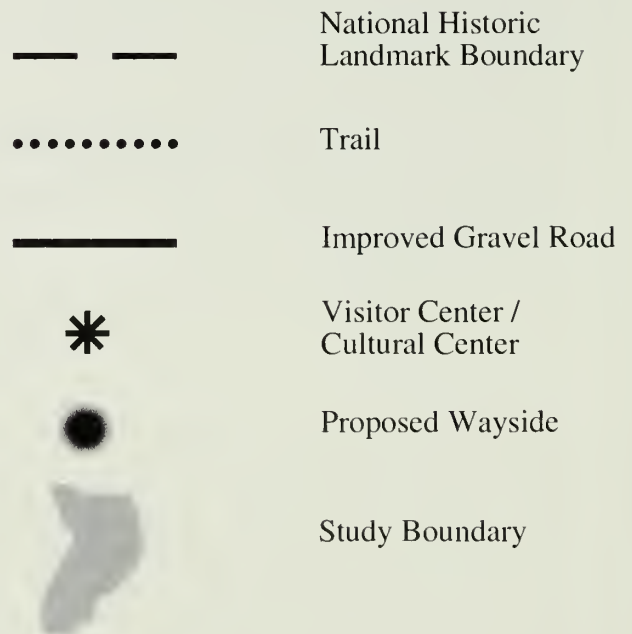 National Historic
Landmark Boundary
Trail
Improved Gravel Road
Visitor Center /
Cultural Center
Proposed Wayside
Study Boundary